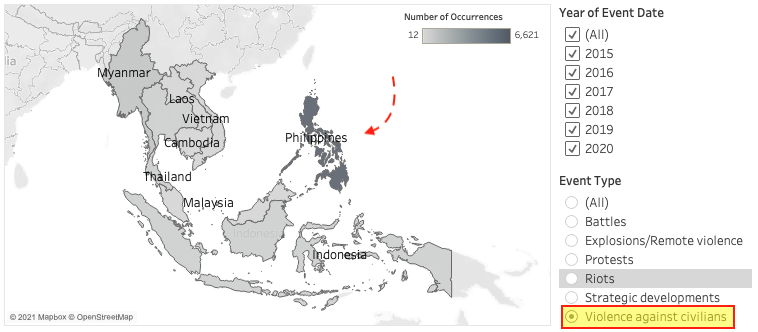 Number of Occurrences
12
6,621
Myanmar
Laos
Vietnam
Cambodia
Thailand
Philippines
Malaysia
Indonesia
Indonesia
© 2021 Mapbox © OpenStreetMap
Year of Event Date
(All)
2015
2016
2017
2018
2019
2020
Event Type
(All)
Battles
Explosions/Remote violence
Protests
Riots
Strategic developments
Violence against civilians